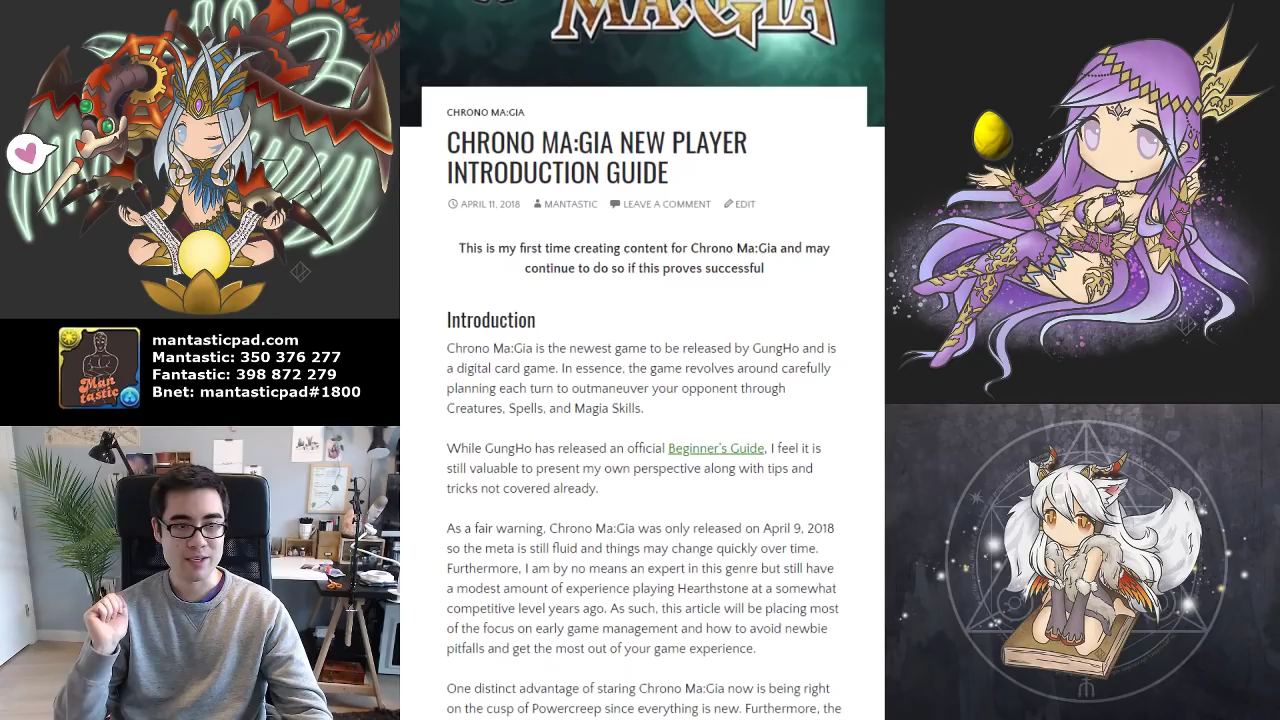 MA:GIA
CHRONO MA:GIA
CHRONO MA:GIA NEW PLAYER
INTRODUCTION GUIDE
APRIL 11, 2018 MANTASTIC LEAVE A COMMENT EDIT
This is my first time creating content for Chrono Ma:Gia and may
continue to do so if this proves successful
Introduction
Chrono Ma:Gia is the newest game to be released by GungHo and is
a digital card game. In essence, the game revolves around carefully
planning each turn to outmaneuver your opponent through
Creatures, Spells, and Magia Skills.
While GungHo has released an official Beginner's Guide, I feel it is
still valuable to present my own perspective along with tips and
tricks not covered already.
As a fair warning, Chrono Ma:Gia was only released on April 9, 2018
so the meta is still fluid and things may change quickly over time.
Furthermore, I am by no means an expert in this genre but still have
a modest amount of experience playing Hearthstone at a somewhat
competitive level years ago. As such, this article will be placing most
of the focus on early game management and how to avoid newbie
pitfalls and get the most out of your game experience.
One distinct advantage of staring Chrono Ma:Gia now is being right
on the cusp of Powercreep since everything is new. Furthermore, the
Man
tastic
mantasticpad.com
Mantastic: 350 376 277
Fantastic: 398 872 279
Bnet: mantasticpad#1800